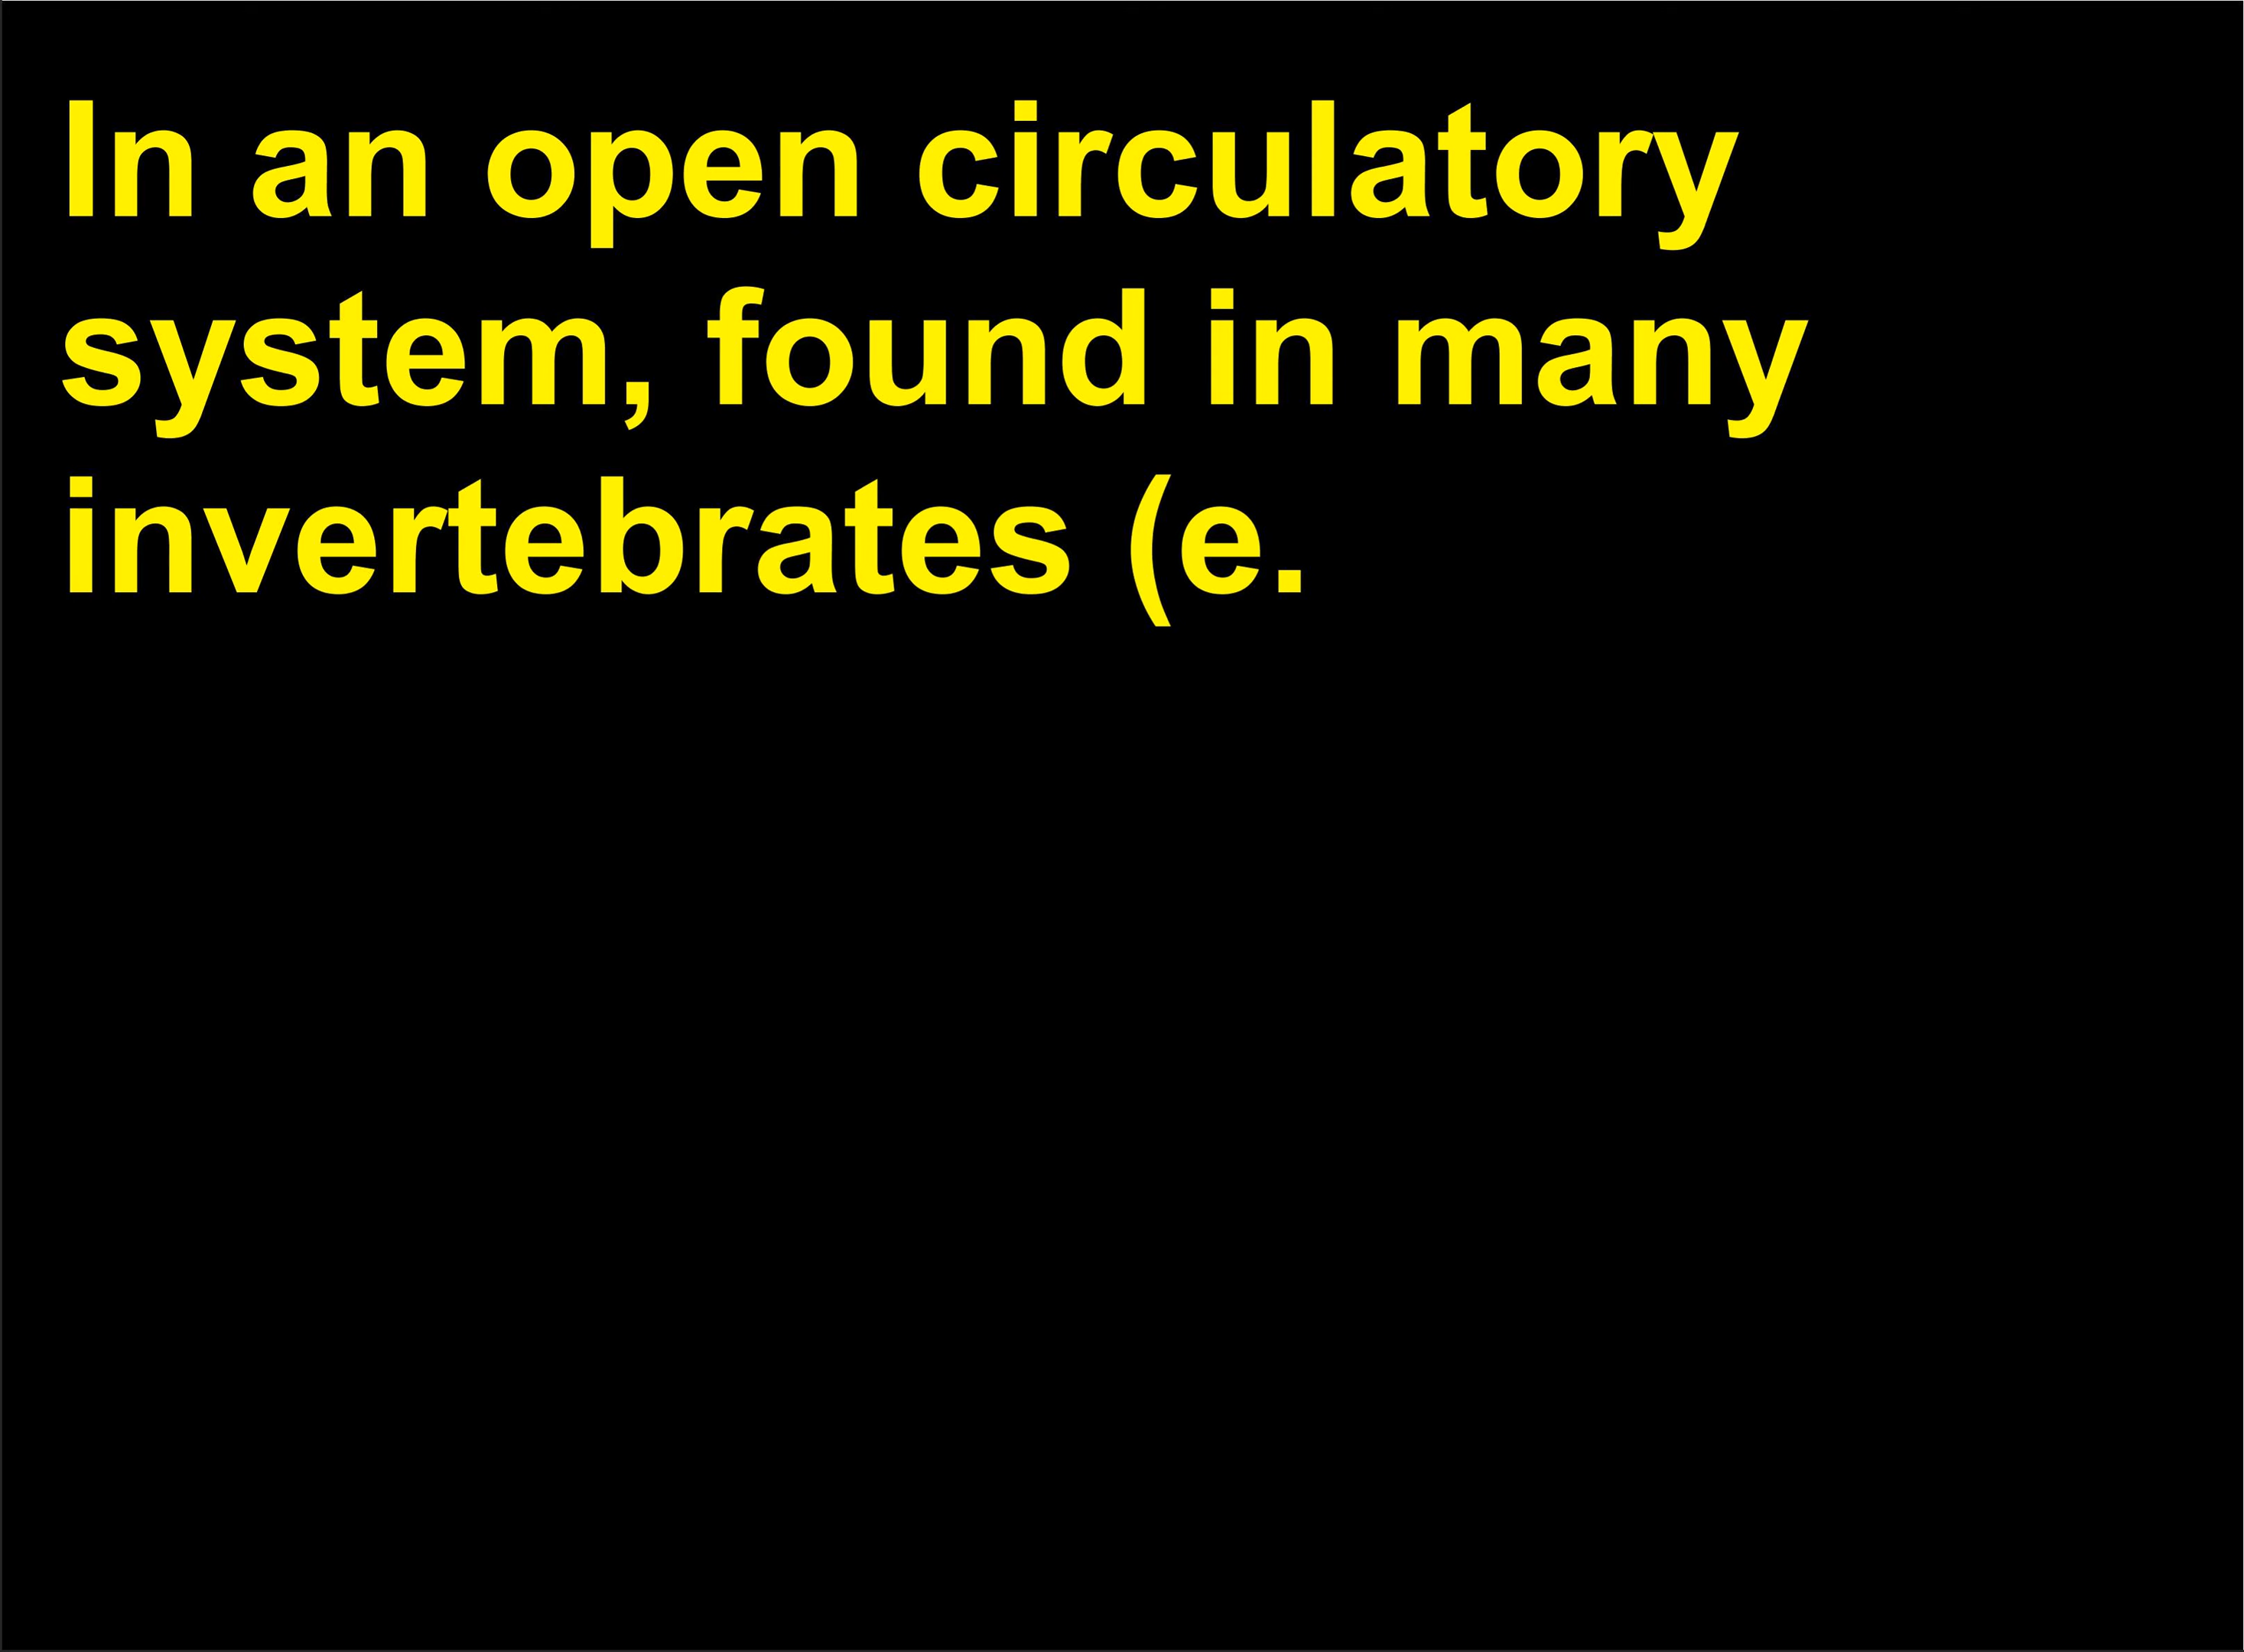 In an open circulatory
system, found in many
invertebrates (e.